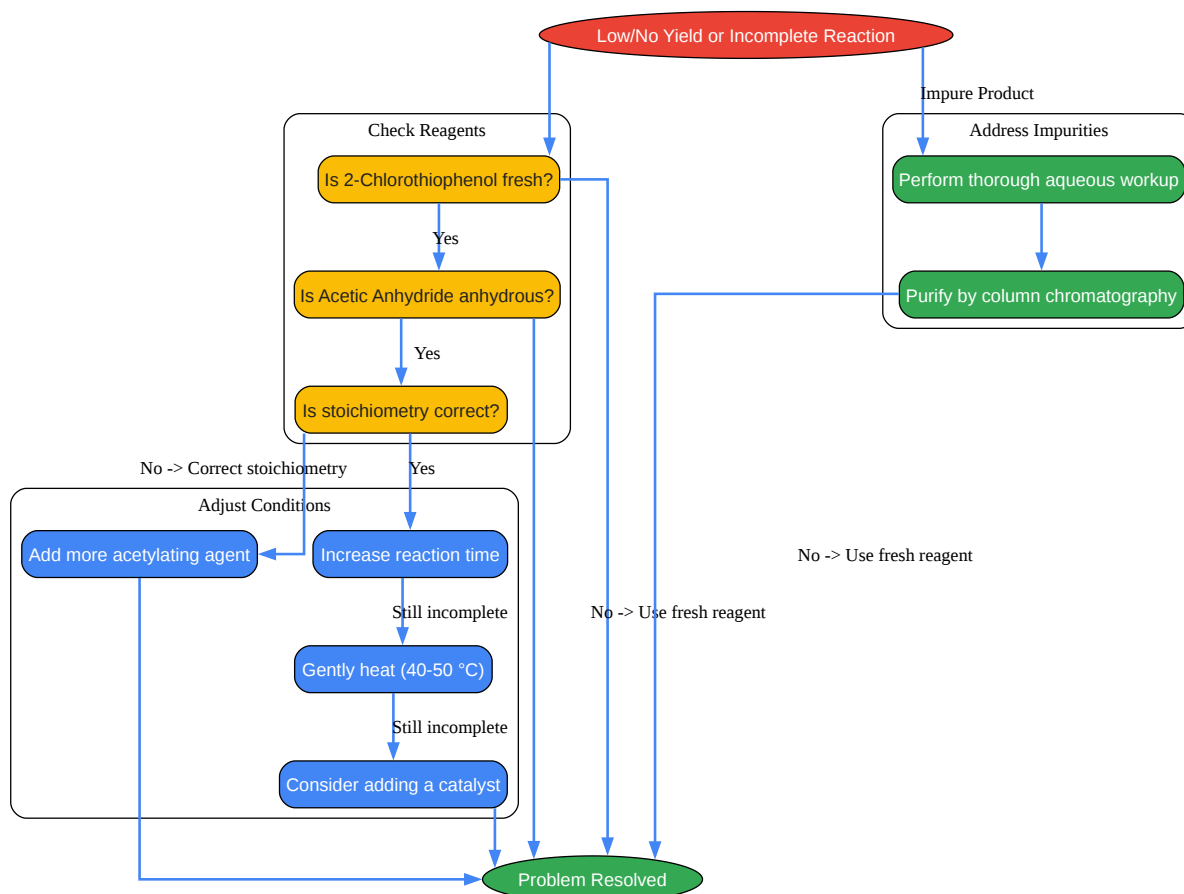 Low/No Yield or Incomplete Reaction
Impure Product
Check Reagents
Address Impurities
Is 2-Chlorothiophenol fresh?
Perform thorough aqueous workup
Yes
Is Acetic Anhydride anhydrous?
Purify by column chromatography
Yes
Is stoichiometry correct?
No -> Correct stoichiometry
Yes
Adjust Conditions
Add more acetylating agent
Increase reaction time
No -> Use fresh reagent
Still incomplete
No -> Use fresh reagent
Gently heat (40-50 °C)
Still incomplete
Consider adding a catalyst
Problem Resolved